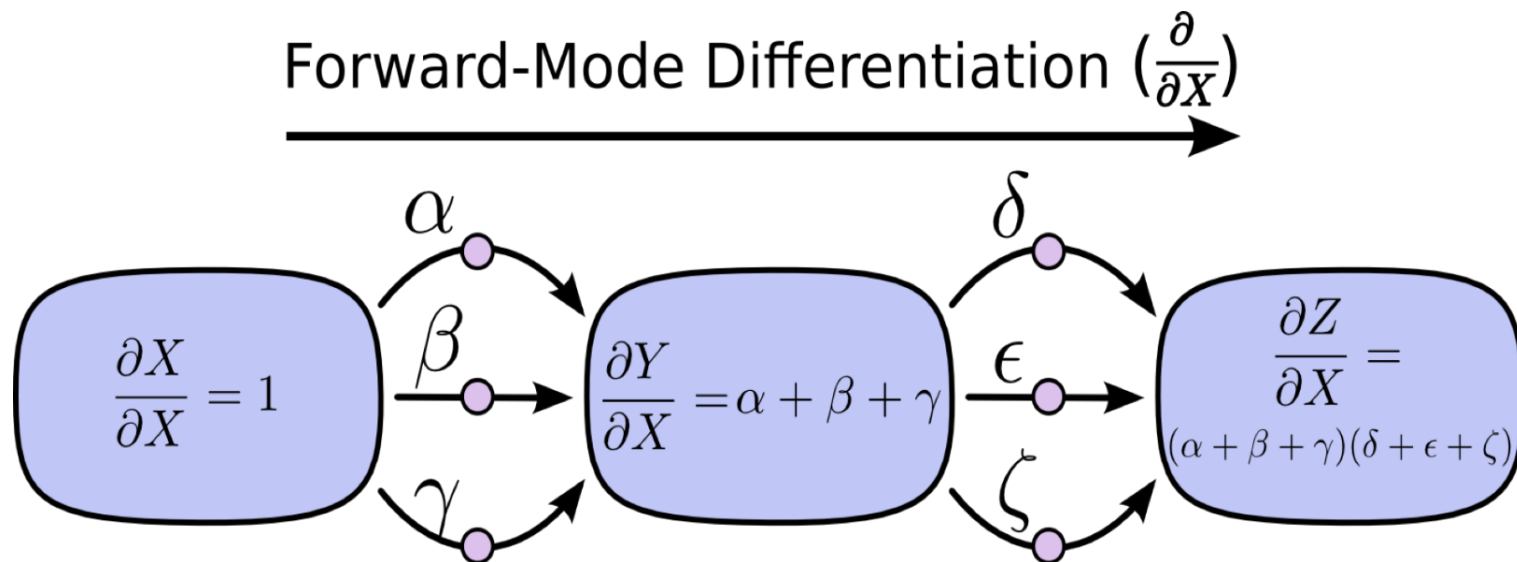 Forward-Mode Differentiation (∂/∂X)
α
δ
β
ϵ
γ
ζ
∂X/∂X = 1
∂Y/∂X = α + β + γ
∂Z/∂X =
(α + β + γ)(δ + ϵ + ζ)